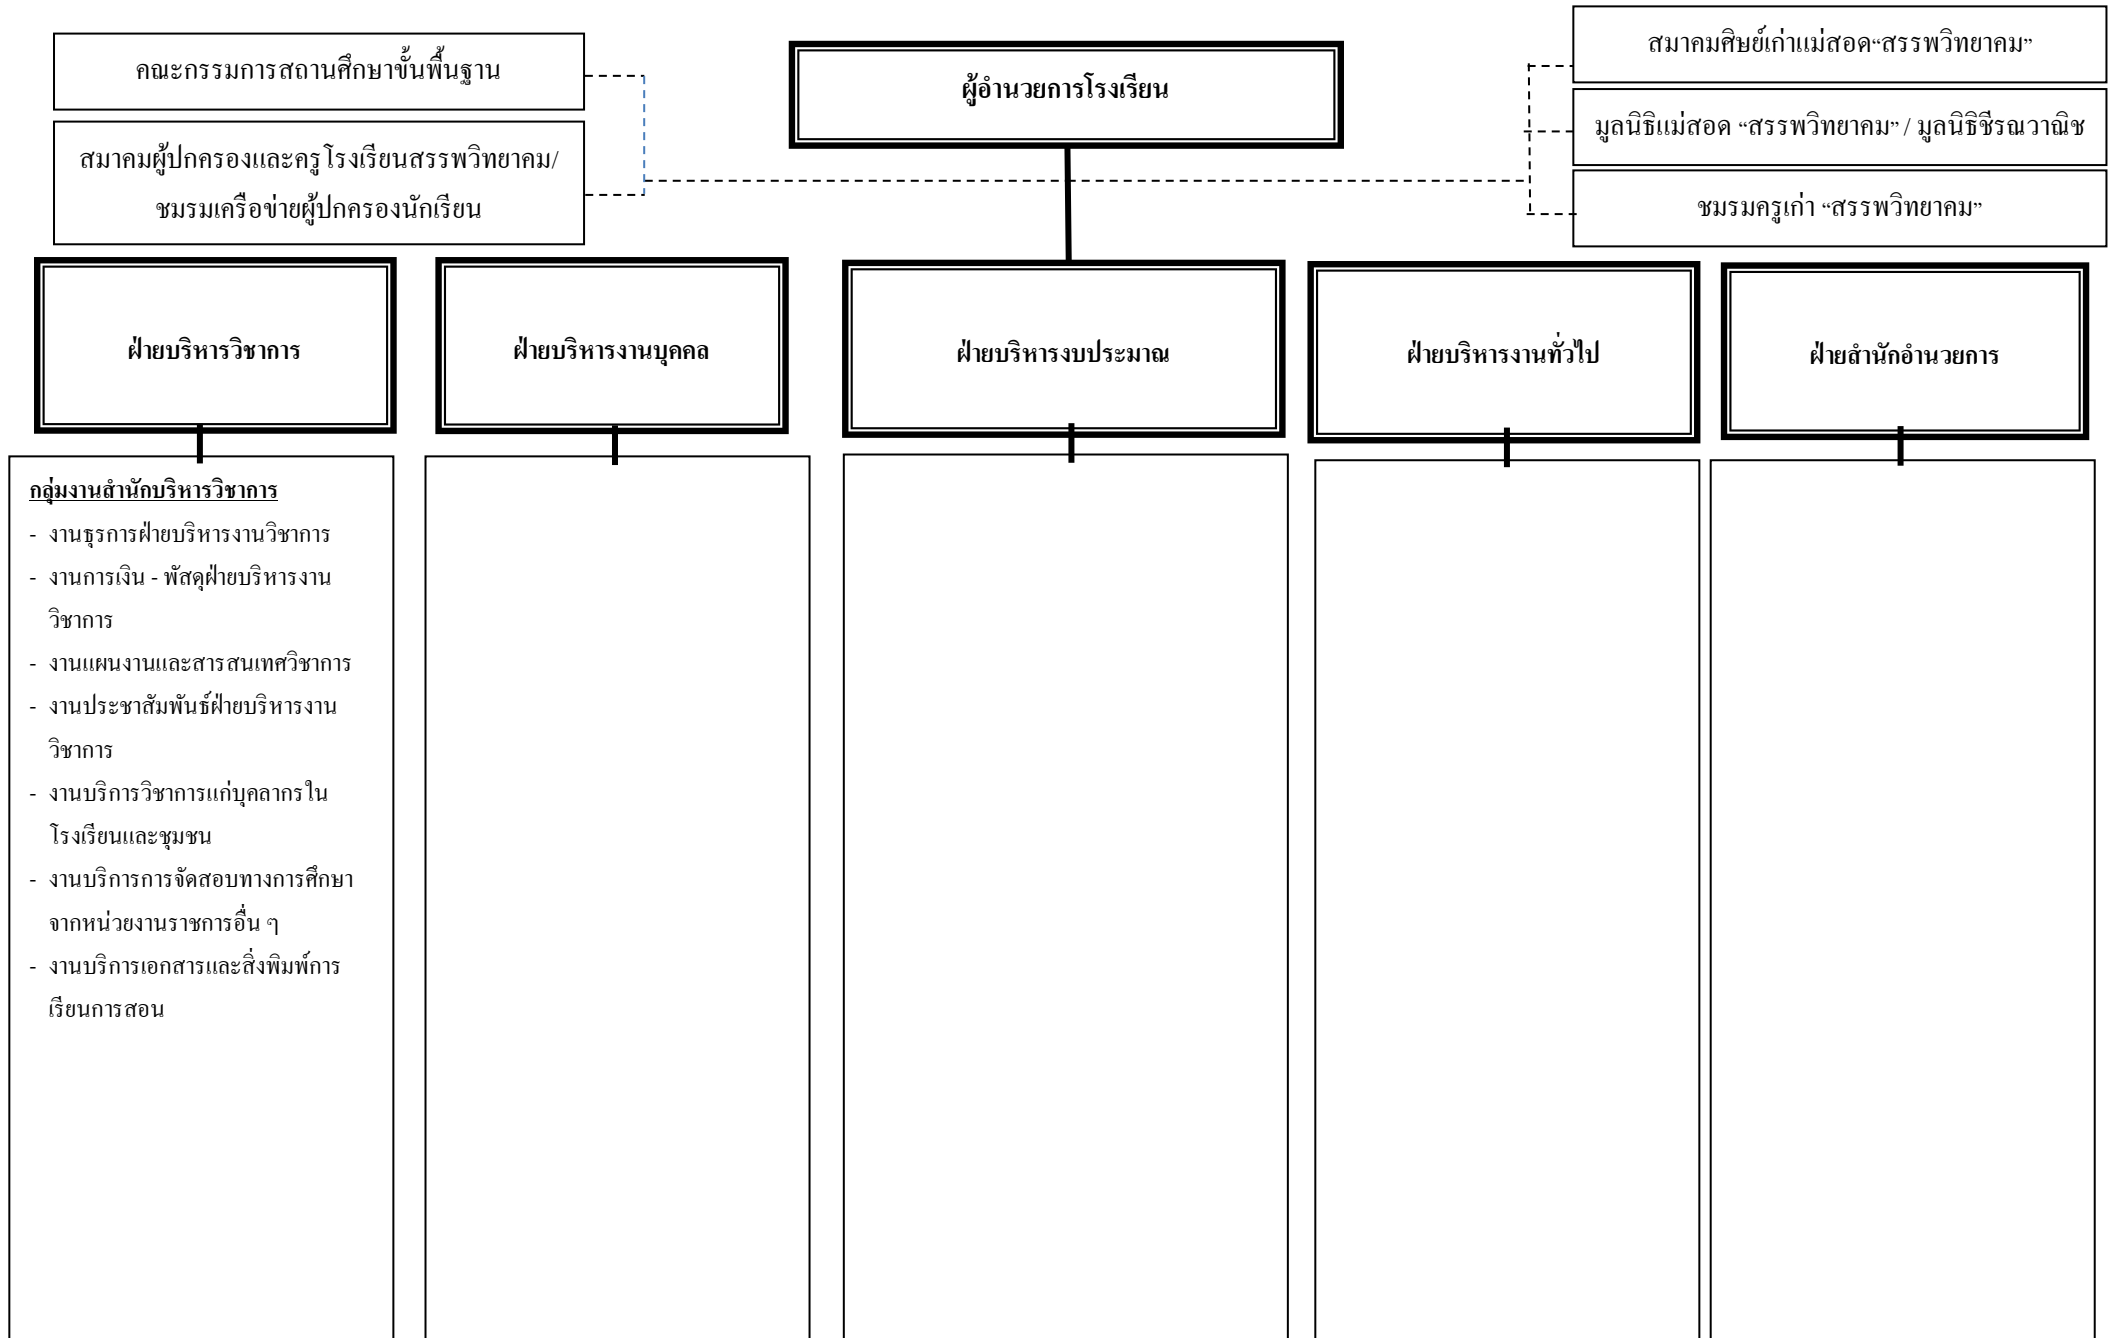 คณะกรรมการสถานศึกษาขั้นพื้นฐาน
สมาคมผู้ปกครองและครูโรงเรียนสรรพวิทยาคม/
ชมรมเครือข่ายผู้ปกครองนักเรียน
ผู้อำนวยการโรงเรียน
สมาคมศิษย์เก่าแม่สอด“สรรพวิทยาคม”
มูลนิธิแม่สอด “สรรพวิทยาคม” / มูลนิธิชีรณวาณิช
ชมรมครูเก่า “สรรพวิทยาคม”
ฝ่ายบริหารวิชาการ
ฝ่ายบริหารงานบุคคล
ฝ่ายบริหารงบประมาณ
ฝ่ายบริหารงานทั่วไป
ฝ่ายสำนักอำนวยการ
กลุ่มงานสำนักบริหารวิชาการ
- งานธุรการฝ่ายบริหารงานวิชาการ
- งานการเงิน - พัสดุฝ่ายบริหารงาน
วิชาการ
- งานแผนงานและสารสนเทศวิชาการ
- งานประชาสัมพันธ์ฝ่ายบริหารงาน
วิชาการ
- งานบริการวิชาการแก่บุคลากรใน
โรงเรียนและชุมชน
- งานบริการการจัดสอบทางการศึกษา
จากหน่วยงานราชการอื่น ๆ
- งานบริการเอกสารและสิ่งพิมพ์การ
เรียนการสอน